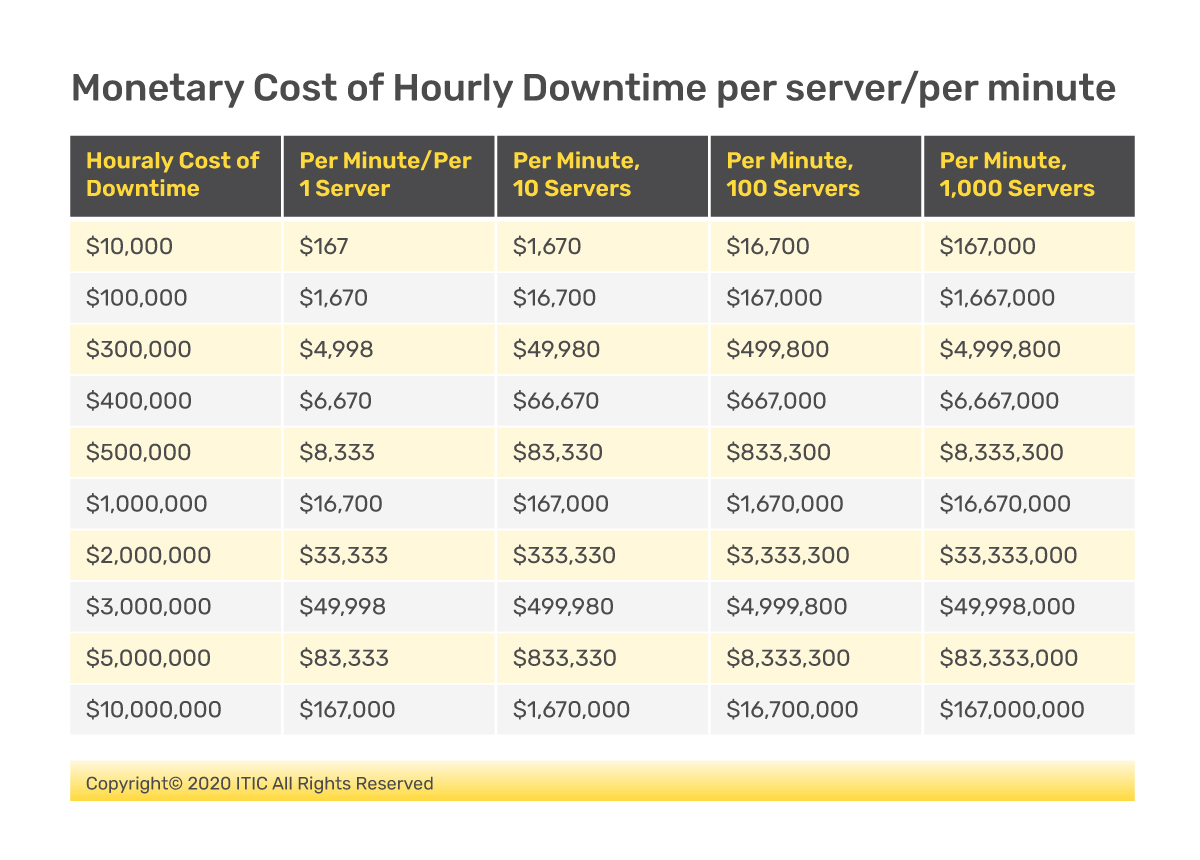 Monetary Cost of Hourly Downtime per server/per minute
Houraly Cost of Downtime | Per Minute/Per 1 Server | Per Minute, 10 Servers | Per Minute, 100 Servers | Per Minute, 1,000 Servers
$10,000 | $167 | $1,670 | $16,700 | $167,000
$100,000 | $1,670 | $16,700 | $167,000 | $1,667,000
$300,000 | $4,998 | $49,980 | $499,800 | $4,999,800
$400,000 | $6,670 | $66,670 | $667,000 | $6,667,000
$500,000 | $8,333 | $83,330 | $833,300 | $8,333,300
$1,000,000 | $16,700 | $167,000 | $1,670,000 | $16,670,000
$2,000,000 | $33,333 | $333,330 | $3,333,300 | $33,333,000
$3,000,000 | $49,998 | $499,980 | $4,999,800 | $49,998,000
$5,000,000 | $83,333 | $833,330 | $8,333,300 | $83,333,000
$10,000,000 | $167,000 | $1,670,000 | $16,700,000 | $167,000,000
Copyright© 2020 ITIC All Rights Reserved